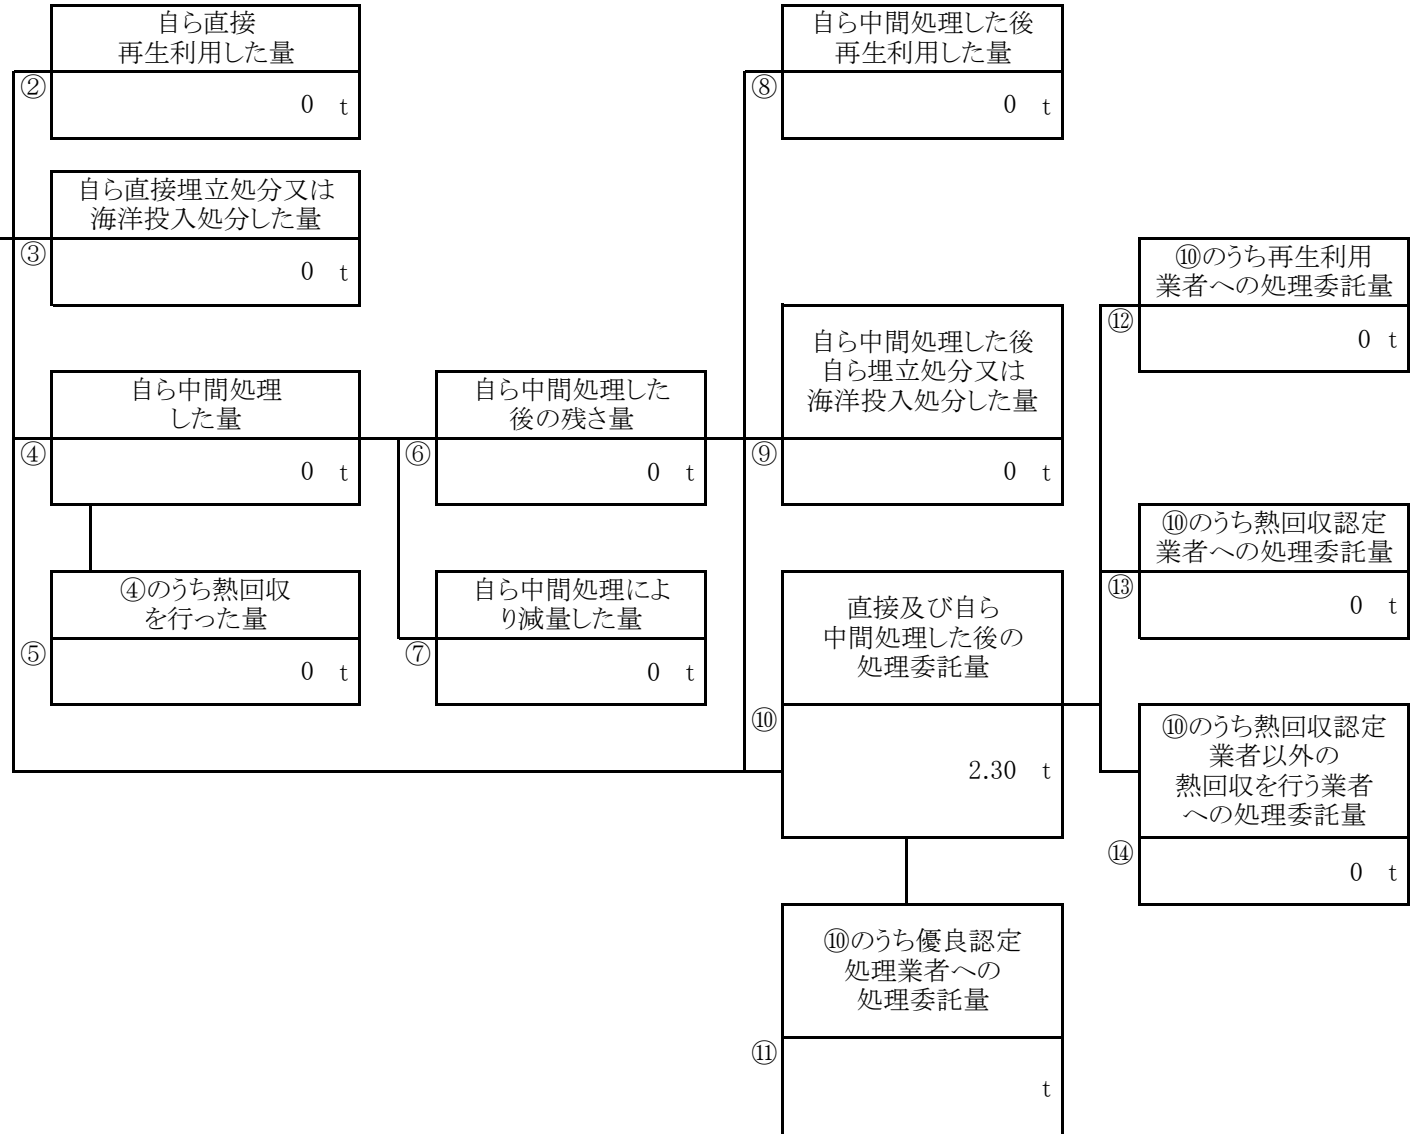 自ら直接
再生利用した量
②
0 t
自ら直接埋立処分又は
海洋投入処分した量
③
0 t
自ら中間処理
した量
④
0 t
④のうち熱回収
を行った量
⑤
0 t
自ら中間処理した
後の残さ量
⑥
0 t
自ら中間処理によ
り減量した量
⑦
0 t
自ら中間処理した後
再生利用した量
⑧
0 t
自ら中間処理した後
自ら埋立処分又は
海洋投入処分した量
⑨
0 t
直接及び自ら
中間処理した後の
処理委託量
⑩
2.30 t
⑩のうち優良認定
処理業者への
処理委託量
⑪
t
⑩のうち再生利用
業者への処理委託量
⑫
0 t
⑩のうち熱回収認定
業者への処理委託量
⑬
0 t
⑩のうち熱回収認定
業者以外の
熱回収を行う業者
への処理委託量
⑭
0 t